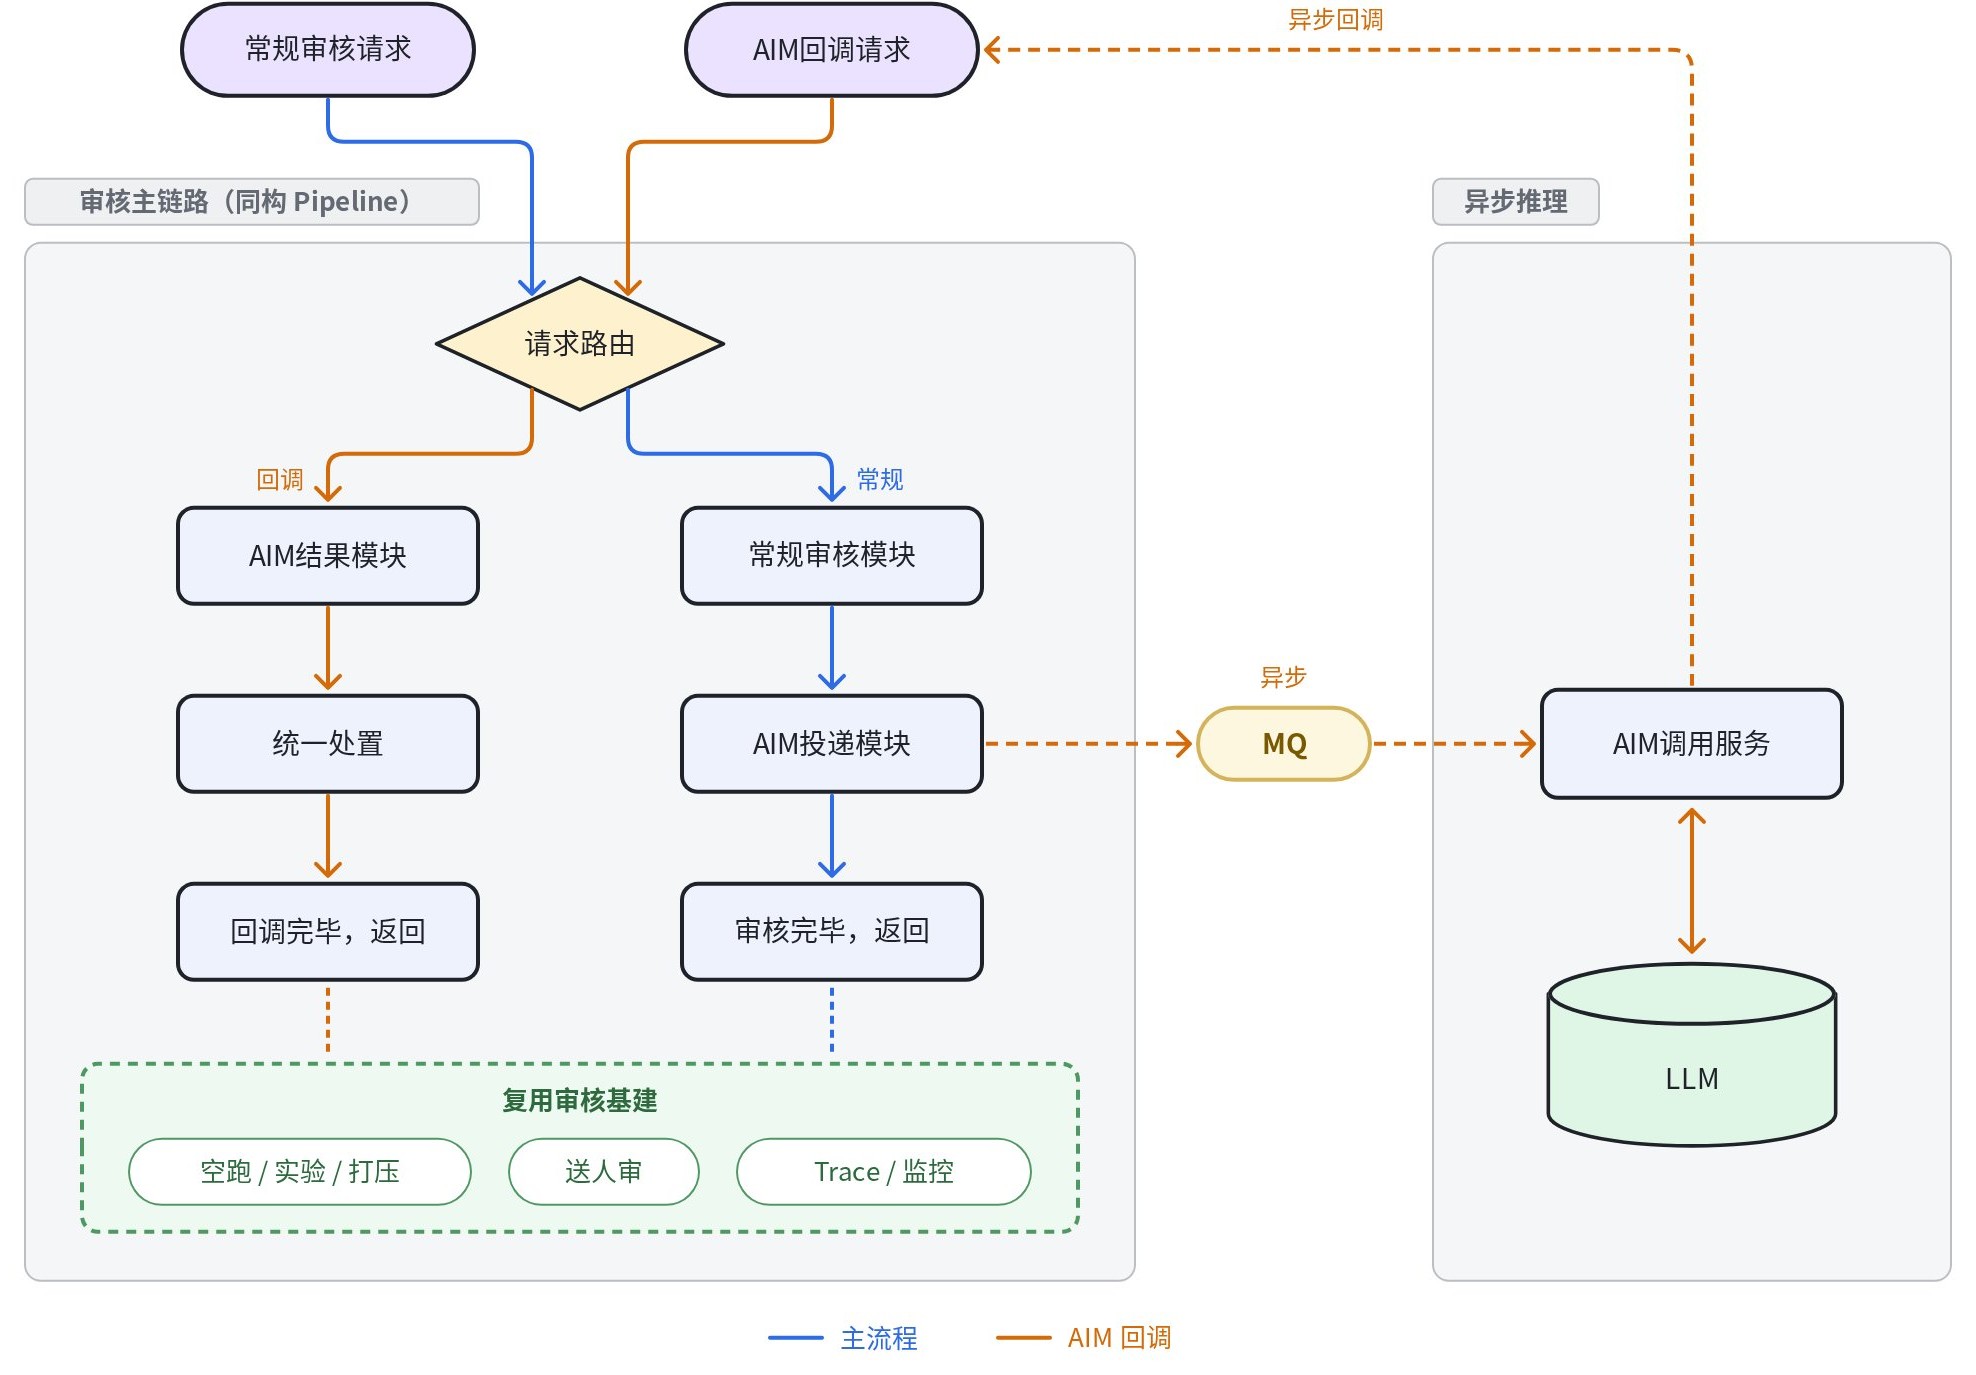 常规审核请求
AIM回调请求
异步回调
审核主链路（同构 Pipeline）
异步推理
请求路由
回调
常规
AIM结果模块
常规审核模块
异步
统一处置
AIM投递模块
MQ
AIM调用服务
回调完毕，返回
审核完毕，返回
LLM
复用审核基建
空跑 / 实验 / 打压
送人审
Trace / 监控
主流程
AIM 回调